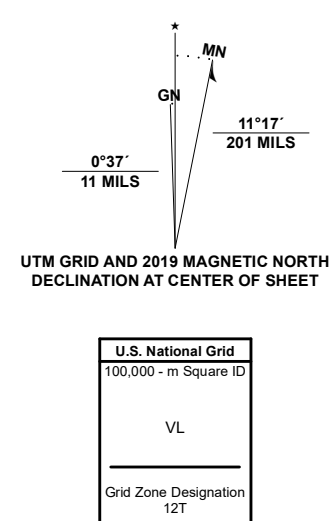 ★
MN
GN
11°17´
201 MILS
0°37´
11 MILS
UTM GRID AND 2019 MAGNETIC NORTH
DECLINATION AT CENTER OF SHEET
U.S. National Grid
100,000 - m Square ID
VL
Grid Zone Designation
12T